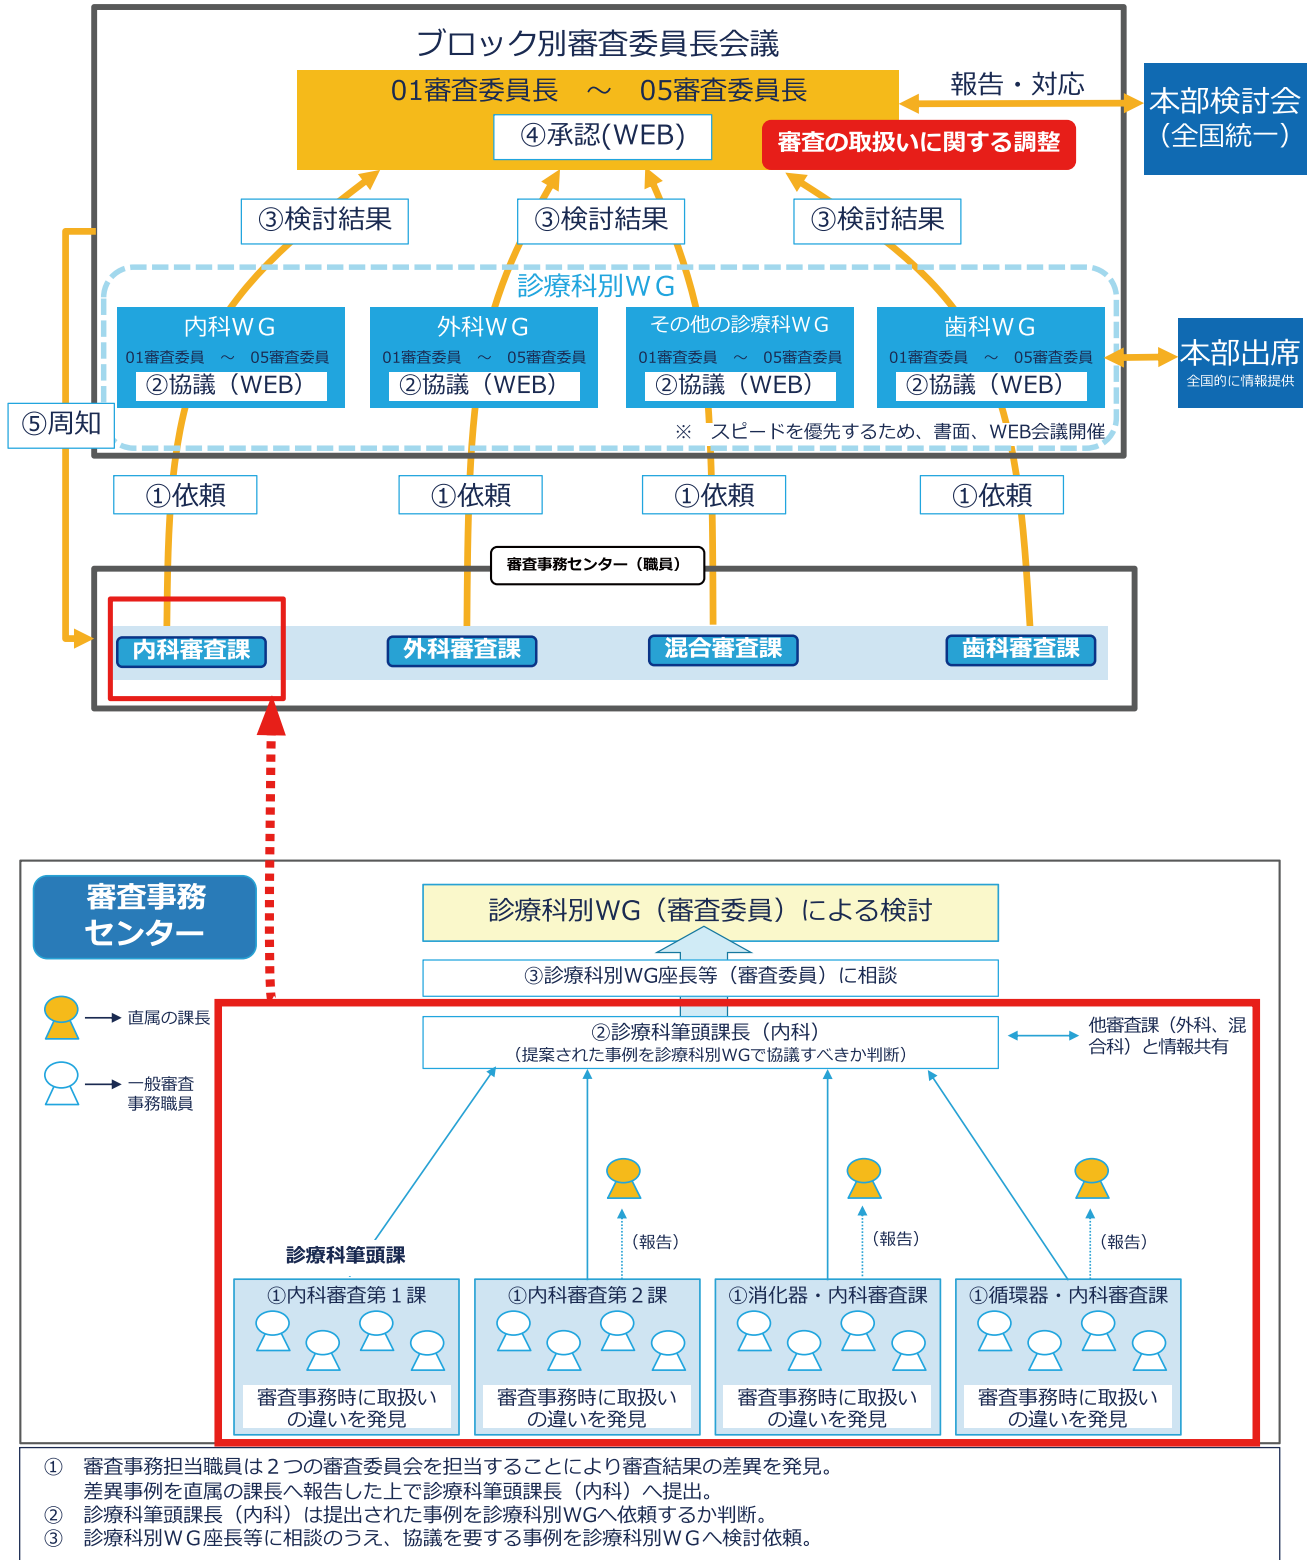 ブロック別審査委員長会議
01審査委員長　～　05審査委員長
④承認(WEB)
審査の取扱いに関する調整
報告・対応
本部検討会
（全国統一）
③検討結果
③検討結果
③検討結果
診療科別ＷＧ
内科ＷＧ
01審査委員　～　05審査委員
②協議（WEB）
外科ＷＧ
01審査委員　～　05審査委員
②協議（WEB）
その他の診療科ＷＧ
01審査委員　～　05審査委員
②協議（WEB）
歯科ＷＧ
01審査委員　～　05審査委員
②協議（WEB）
本部出席
全国的に情報提供
※　スピードを優先するため、書面、WEB会議開催
⑤周知
①依頼
①依頼
①依頼
①依頼
審査事務センター（職員）
内科審査課
外科審査課
混合審査課
歯科審査課
審査事務
センター
直属の課長
一般審査
事務職員
診療科別WG（審査委員）による検討
③診療科別WG座長等（審査委員）に相談
②診療科筆頭課長（内科）
（提案された事例を診療科別WGで協議すべきか判断）
他審査課（外科、混
合科）と情報共有
（報告）
（報告）
（報告）
診療科筆頭課
①内科審査第１課
審査事務時に取扱い
の違いを発見
①内科審査第２課
審査事務時に取扱い
の違いを発見
①消化器・内科審査課
審査事務時に取扱い
の違いを発見
①循環器・内科審査課
審査事務時に取扱い
の違いを発見
①　審査事務担当職員は２つの審査委員会を担当することにより審査結果の差異を発見。
差異事例を直属の課長へ報告した上で診療科筆頭課長（内科）へ提出。
②　診療科筆頭課長（内科）は提出された事例を診療科別WGへ依頼するか判断。
③　診療科別ＷＧ座長等に相談のうえ、協議を要する事例を診療科別ＷＧへ検討依頼。